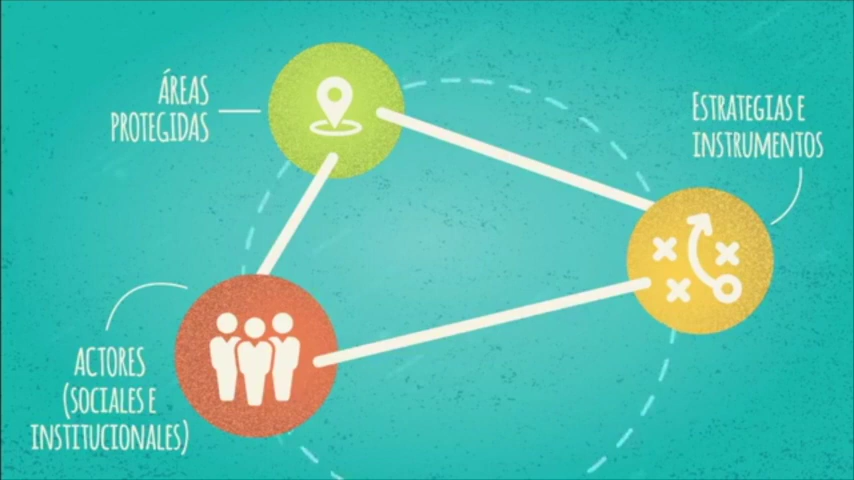 ÁREAS
PROTEGIDAS
ESTRATEGIAS E
INSTRUMENTOS
ACTORES
(SOCIALES E
INSTITUCIONALES)